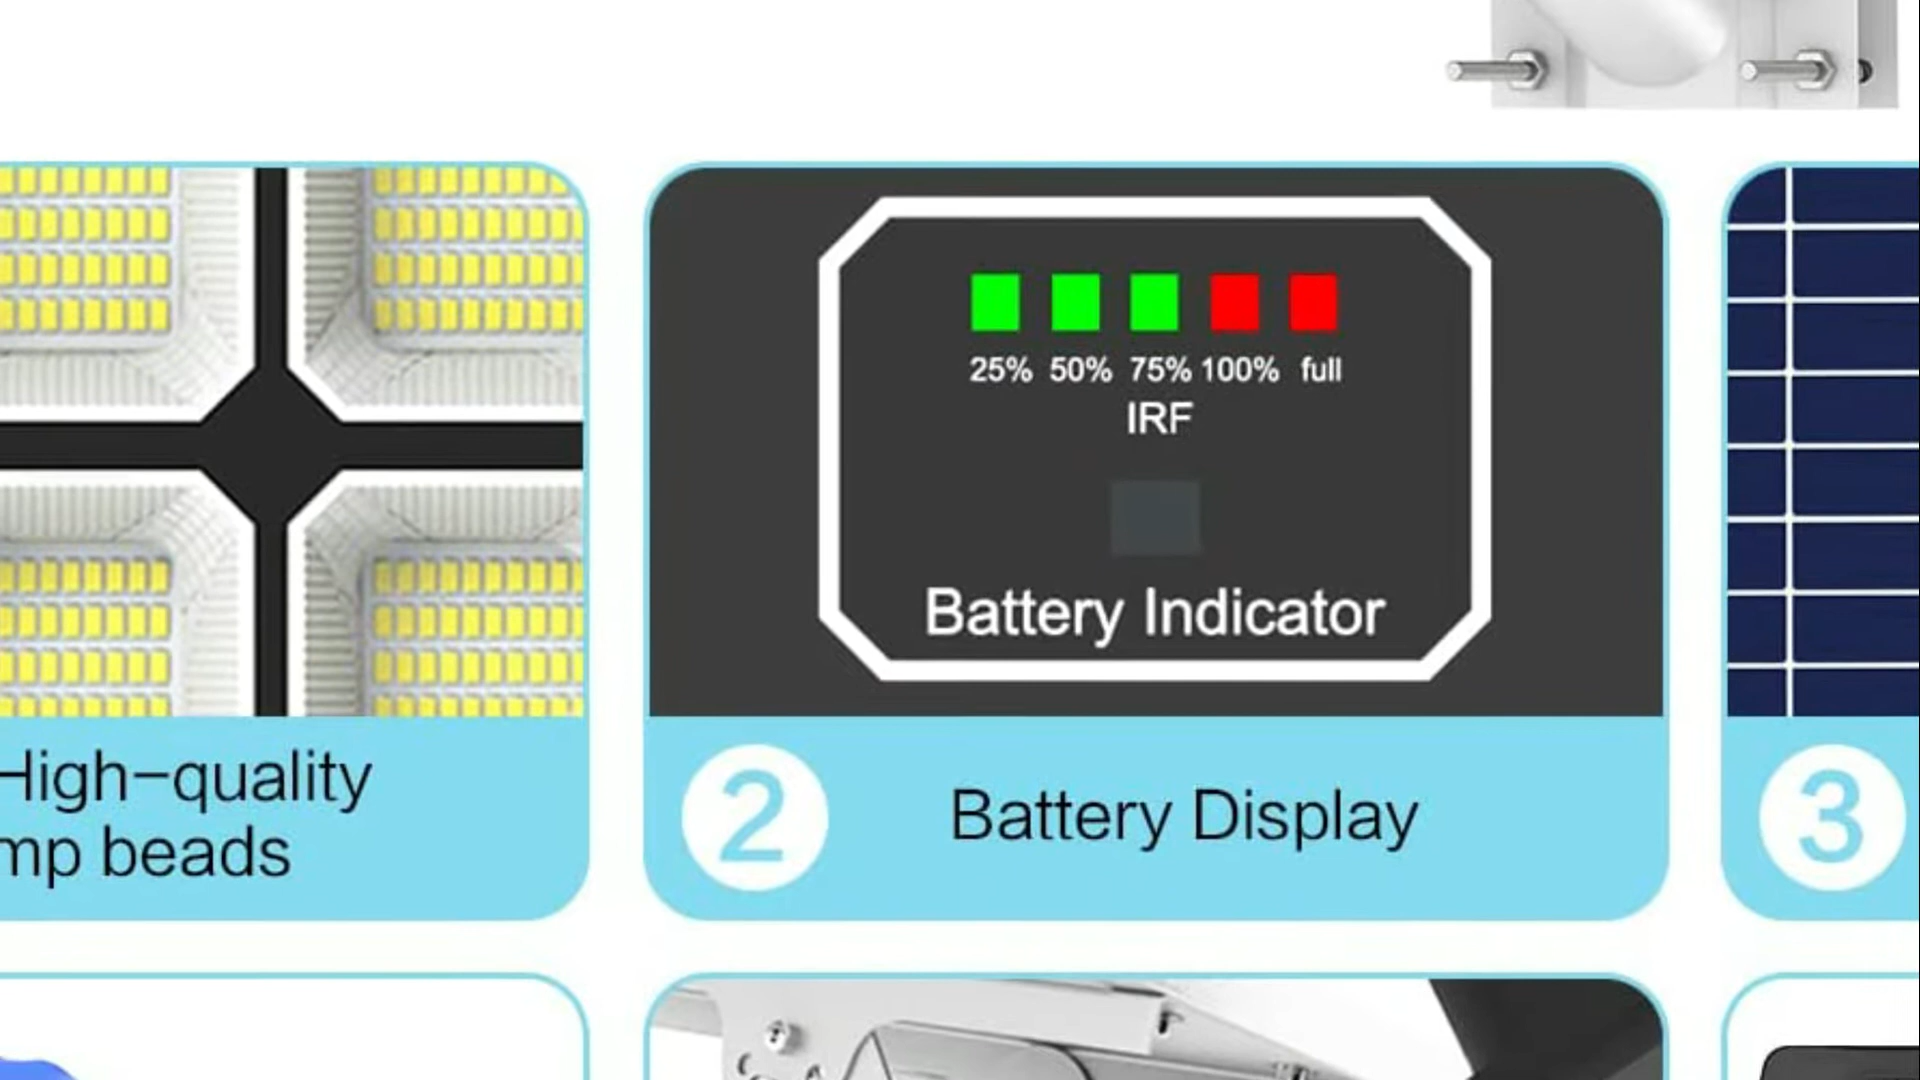 25% 50% 75% 100% full
IRF
Battery Indicator
High-quality
mp beads
2
Battery Display
3